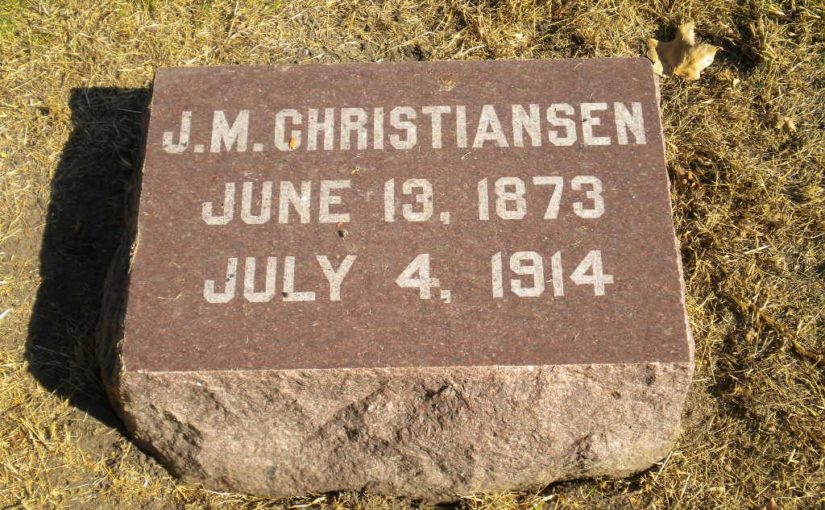 J.M.CHRISTIANSEN
JUNE 13, 1873
JULY 4, 1914